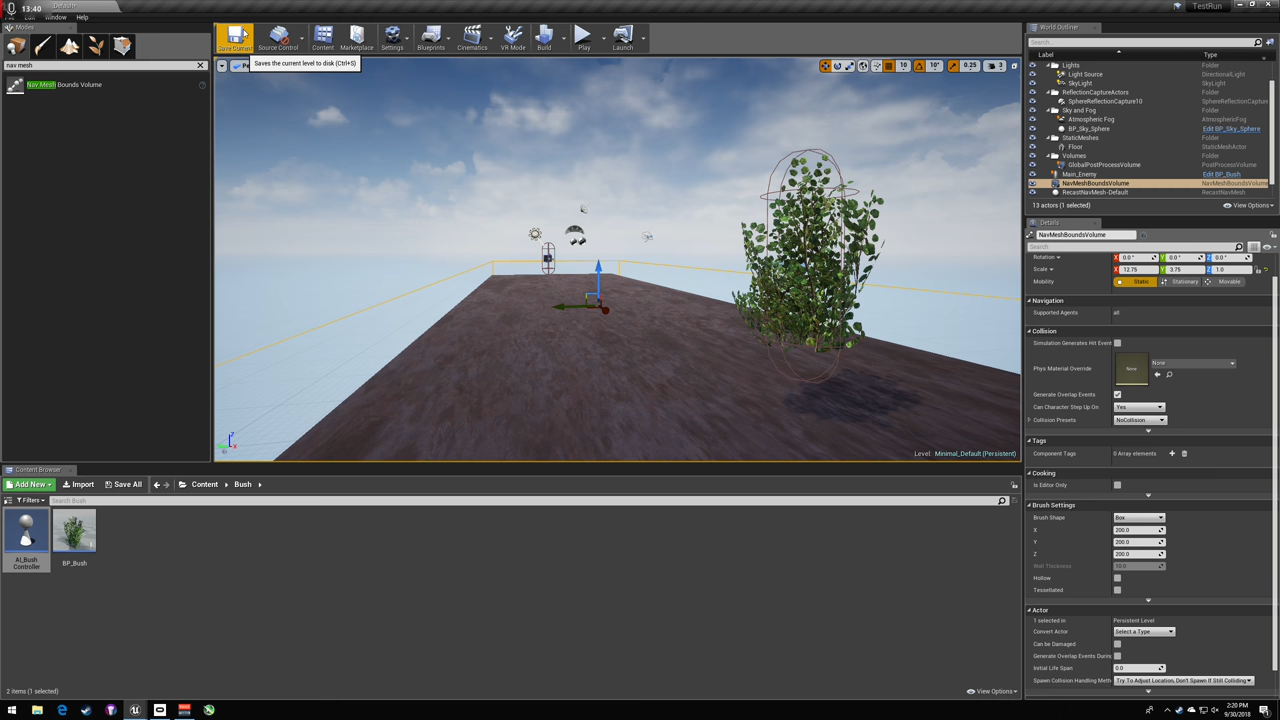 13:40
Default
TestRun
Window
Help
Modes
nav mesh
Nav Mesh Bounds Volume
Save Current
Source Control
Content
Marketplace
Settings
Blueprints
Cinematics
VR Mode
Build
Play
Launch
Saves the current level to disk (Ctrl+S)
10
10°
0.25
3
Level: Minimal_Default (Persistent)
World Outliner
Search
Label
Type
Lights
Folder
Light Source
DirectionalLight
SkyLight
SkyLight
ReflectionCaptureActors
Folder
SphereReflectionCapture10
SphereReflectionCaptur
Sky and Fog
Folder
Atmospheric Fog
AtmosphericFog
BP_Sky_Sphere
Edit BP_Sky_Sphere
StaticMeshes
Folder
Floor
StaticMeshActor
Volumes
Folder
GlobalPostProcessVolume
PostProcessVolume
Main_Enemy
Edit BP_Bush
NavMeshBoundsVolume
NavMeshBoundsVolume
RecastNavMesh-Default
RecastNavMesh
13 actors (1 selected)
View Options
Details
NavMeshBoundsVolume
Search
Rotation
X 0.0 ° Y 0.0 ° Z 0.0 °
Scale
X 12.75 Y 3.75 Z 1.0
Mobility
Static Stationary Movable
Navigation
Supported Agents
all
Collision
Simulation Generates Hit Event
Phys Material Override
None
None
Generate Overlap Events
Can Character Step Up On
Yes
Collision Presets
NoCollision
Tags
Component Tags
0 Array elements
Cooking
Is Editor Only
Brush Settings
Brush Shape
Box
X
200.0
Y
200.0
Z
200.0
Wall Thickness
10.0
Hollow
Tessellated
Actor
1 selected in
Persistent Level
Convert Actor
Select a Type
Can be Damaged
Generate Overlap Events Durin
Initial Life Span
0.0
Spawn Collision Handling Meth
Try To Adjust Location, Don't Spawn If Still Colliding
Content Browser
Add New
Import
Save All
Content
Bush
Filters
Search Bush
AI_Bush
Controller
BP_Bush
2 items (1 selected)
View Options
2:20 PM
9/30/2018